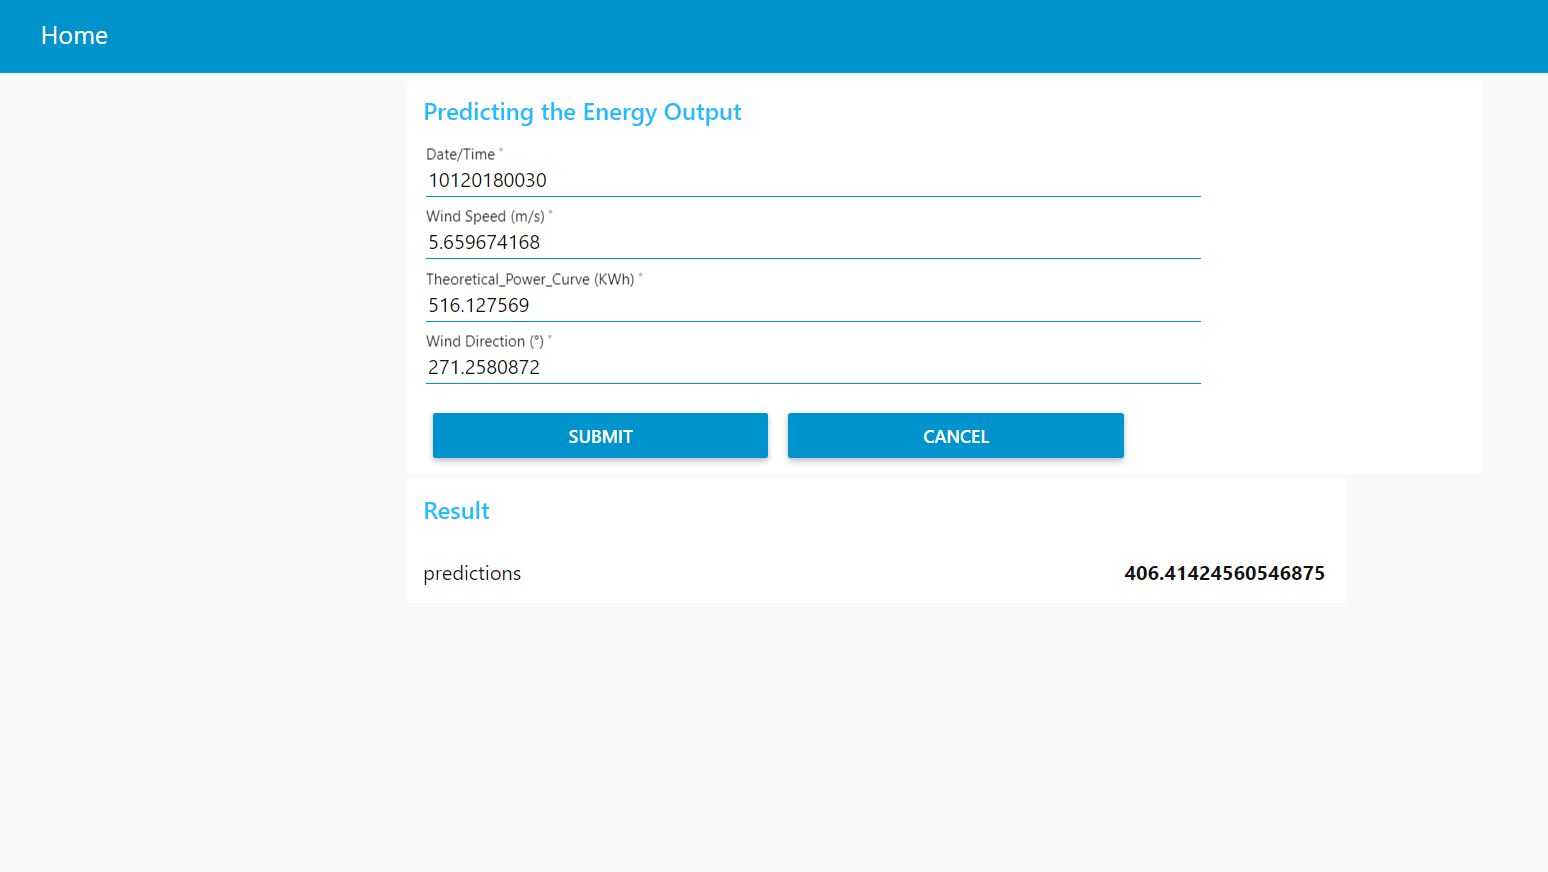 Home
Predicting the Energy Output
Date/Time *
10120180030
Wind Speed (m/s) *
5.659674168
Theoretical_Power_Curve (KWh) *
516.127569
Wind Direction (°) *
271.2580872
SUBMIT CANCEL
Result
predictions 406.41424560546875